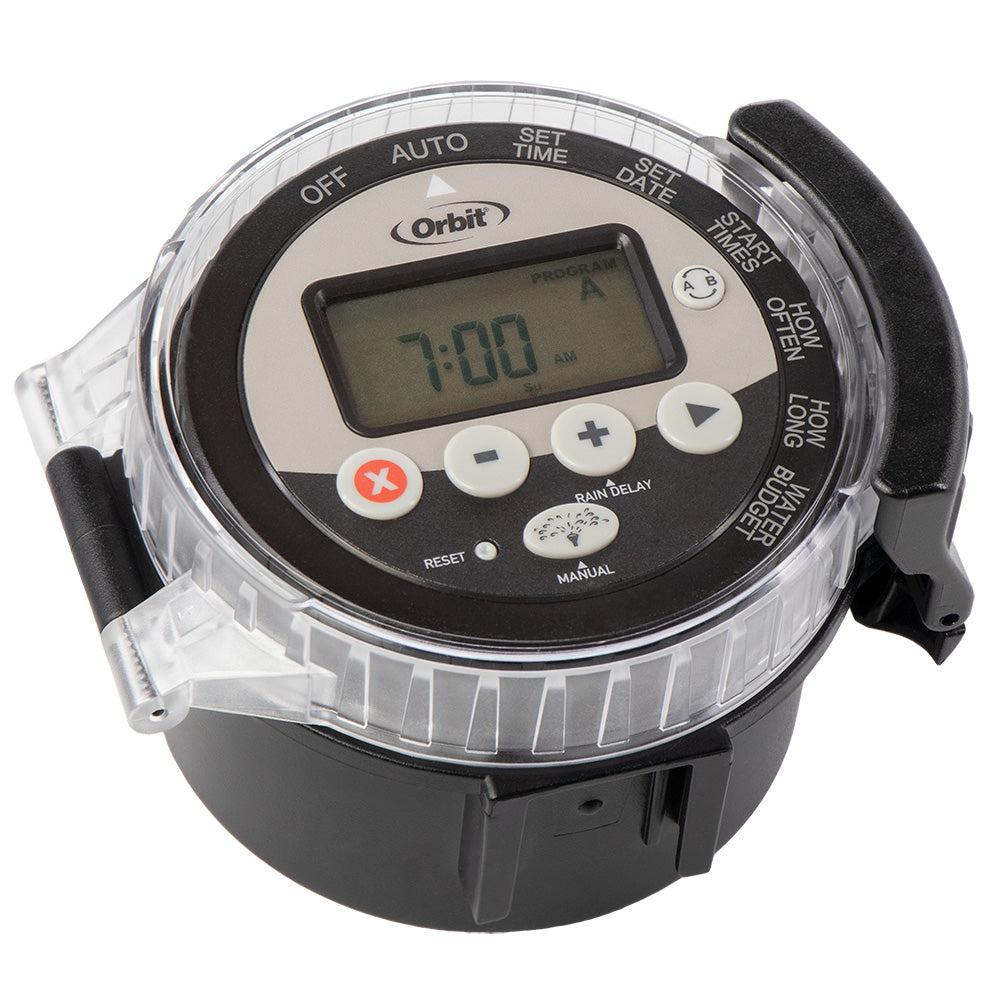 OFF
AUTO
SET
TIME
SET
DATE
START
TIMES
HOW
OFTEN
HOW
LONG
WATER
BUDGET
Orbit®
PROGRAM
A
7:00 AM
Su
A B
X
-
+
RAIN DELAY
RESET
MANUAL